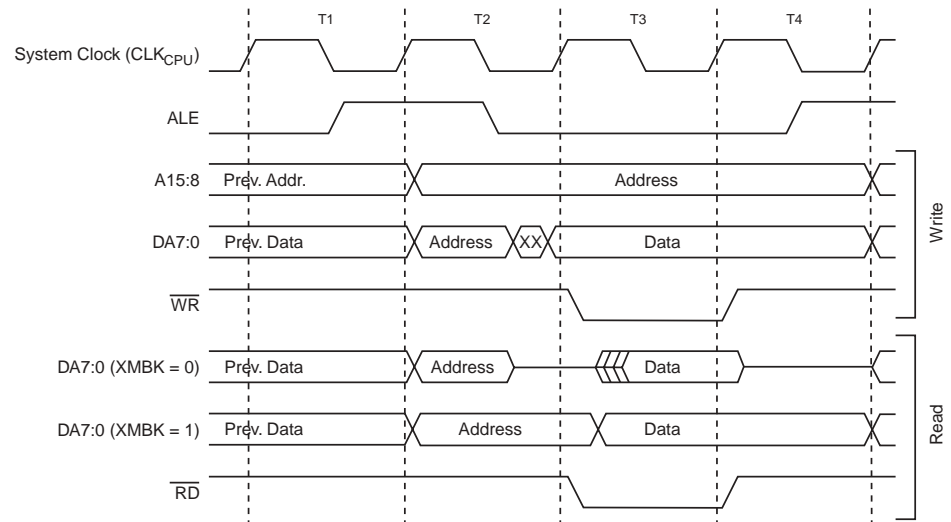 T1 T2 T3 T4
System Clock (CLKCPU)
ALE
A15:8 Prev. Addr. Address
DA7:0 Prev. Data Address XX Data
WR
Write
DA7:0 (XMBK = 0) Prev. Data Address Data
DA7:0 (XMBK = 1) Prev. Data Address Data
RD
Read